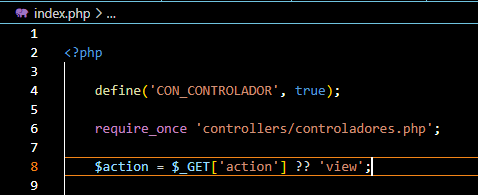 index.php > ...
1
2 <?php
3
4 define('CON_CONTROLADOR', true);
5
6 require_once 'controllers/controladores.php';
7
8 $action = $_GET['action'] ?? 'view';
9